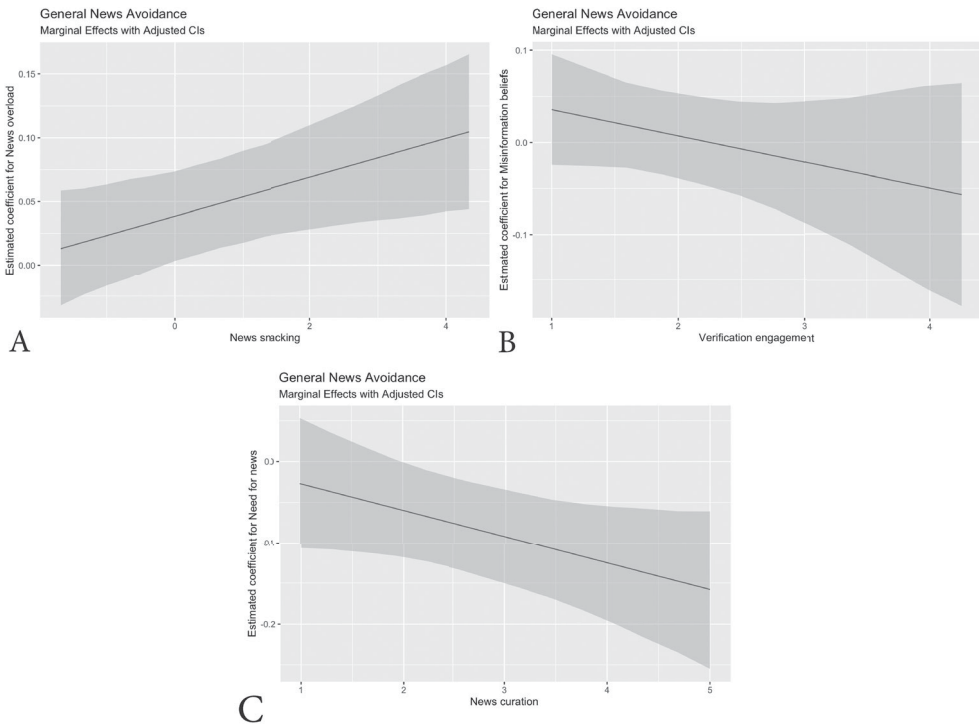 General News Avoidance
Marginal Effects with Adjusted CIs
Estimated coefficient for News overload
0.15
0.10
0.05
0.00
0
2
4
News snacking
A
General News Avoidance
Marginal Effects with Adjusted CIs
Estimated coefficient for Misinformation beliefs
0.1
0.0
-0.1
1
2
3
4
Verification engagement
B
General News Avoidance
Marginal Effects with Adjusted CIs
Estimated coefficient for Need for news
-0.2
1
2
3
4
5
News curation
C